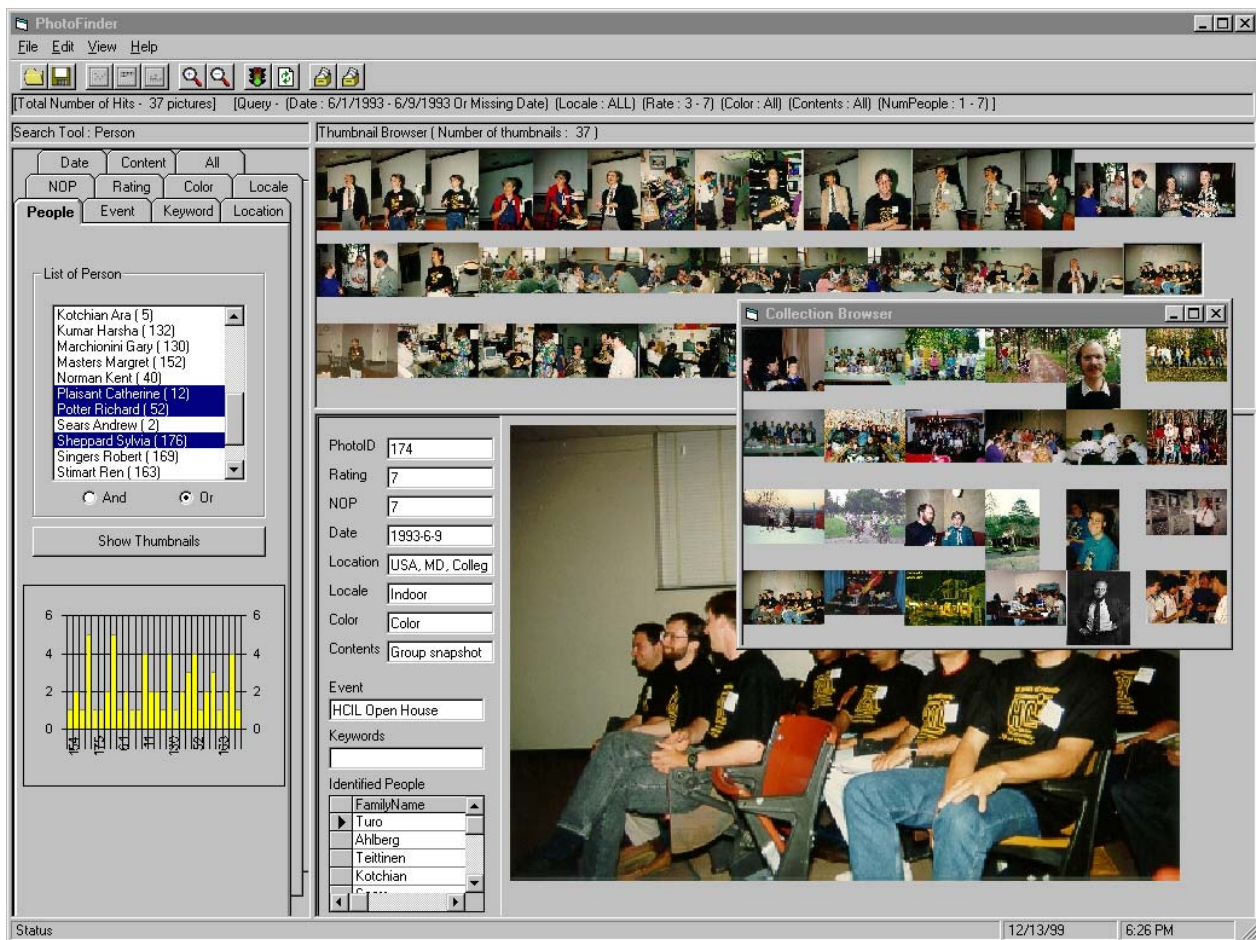 PhotoFinder
File Edit View Help
[Total Number of Hits - 37 pictures] [Query - (Date : 6/1/1993 - 6/9/1993 Or Missing Date) (Locale : ALL) (Rate : 3 - 7) (Color : All) (Contents : All) (NumPeople : 1 - 7) ]
Search Tool : Person
Thumbnail Browser ( Number of thumbnails : 37 )
Date Content All
NOP Rating Color Locale
People Event Keyword Location
List of Person
Kotchian Ara ( 5)
Kumar Harsha ( 132)
Marchionini Gary ( 130)
Masters Margret ( 152)
Norman Kent ( 40)
Plaisant Catherine ( 12)
Potter Richard ( 52)
Sears Andrew ( 2)
Sheppard Sylvia ( 176)
Singers Robert ( 169)
Stimart Ren ( 163)
And Or
Show Thumbnails
6 6
4 4
2 2
0 0
154 175 61 11 130 92 163
Collection Browser
PhotoID 174
Rating 7
NOP 7
Date 1993-6-9
Location USA, MD, Colleg
Locale Indoor
Color Color
Contents Group snapshot
Event
HCIL Open House
Keywords
Identified People
FamilyName
Turo
Ahlberg
Teittinen
Kotchian
Status
12/13/99 6:26 PM